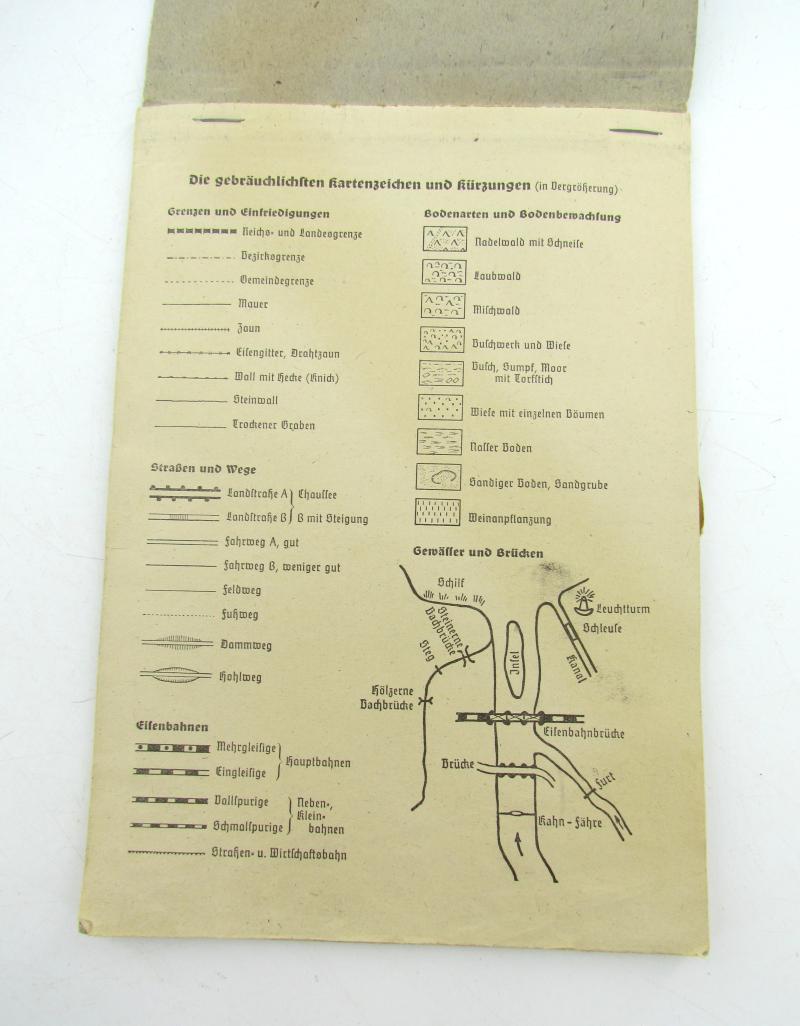 Die gebräuchlichsten Kartenzeichen und Kürzungen (in Vergrößerung)
Grenzen und Einfriedigungen
Reichs- und Landesgrenze
Bezirksgrenze
Gemeindegrenze
Mauer
Zaun
Eisengitter, Drahtzaun
Wall mit Hecke (Knick)
Steinwall
Trockener Graben
Straßen und Wege
Landstraße A } Chaussee
Landstraße B } B mit Steigung
Fahrweg A, gut
Fahrweg B, weniger gut
Feldweg
Fußweg
Dammweg
Hohlweg
Eisenbahnen
Mehrgleisige
Eingleisige
} Hauptbahnen
Vollspurige
Schmalspurige
} Neben-,
Klein-
bahnen
Straßen- u. Wirtschaftsbahn
Bodenarten und Bodenbewachsung
Nadelwald mit Schneise
Laubwald
Mischwald
Buschwerk und Wiese
Busch, Sumpf, Moor
mit Torfstich
Wiese mit einzelnen Bäumen
Nasser Boden
Sandiger Boden, Sandgrube
Weinanpflanzung
Gewässer und Brücken
Schilf
Steinerne
Bachbrücke
Steg
Hölzerne
Bachbrücke
Insel
Leuchtturm
Schleuse
Kanal
Eisenbahnbrücke
Brücke
Furt
Kahn-Fähre